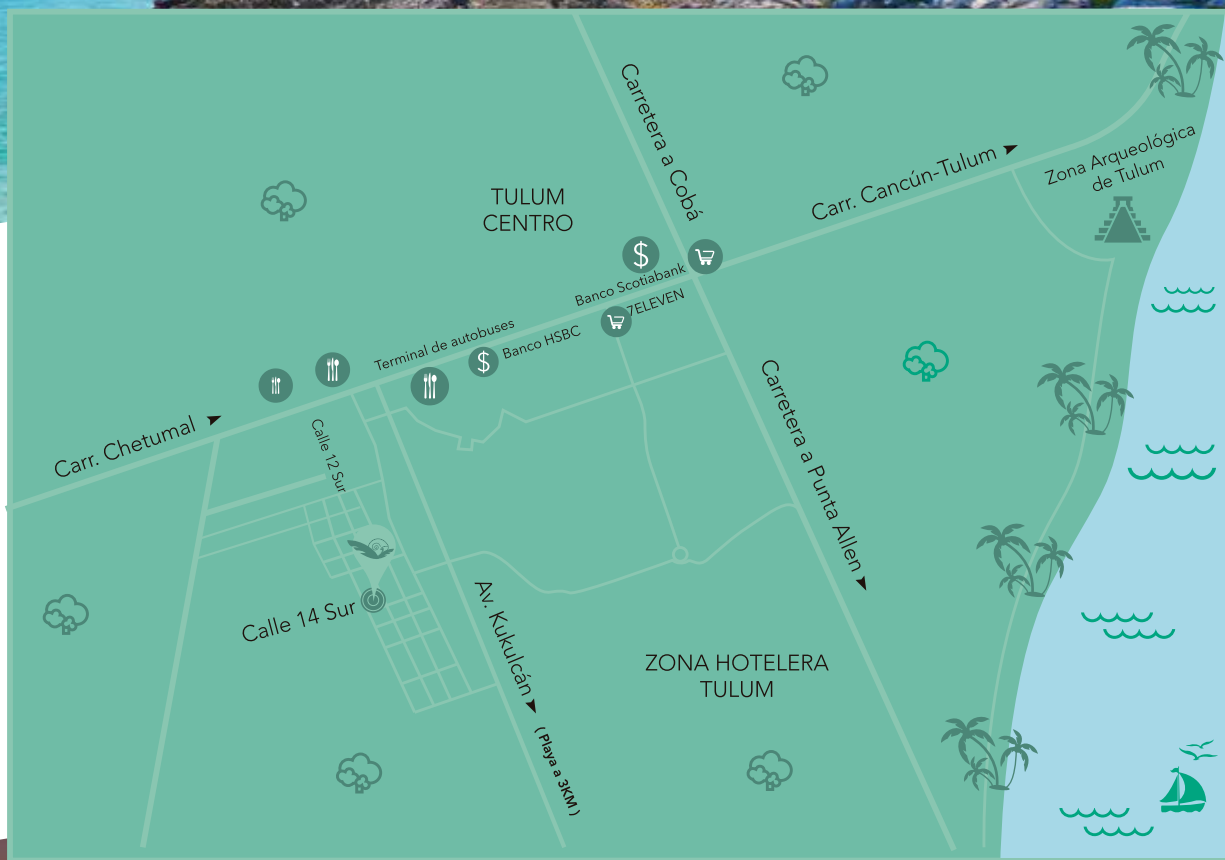 Carretera a Cobá
Zona Arqueológica
de Tulum
Carr. Cancún-Tulum
TULUM
CENTRO
$
Banco Scotiabank
7ELEVEN
Terminal de autobuses
$
Banco HSBC
Carr. Chetumal
Calle 12 Sur
Carretera a Punta Allen
Calle 14 Sur
Av. Kukulcán
( Playa a 3KM )
ZONA HOTELERA
TULUM